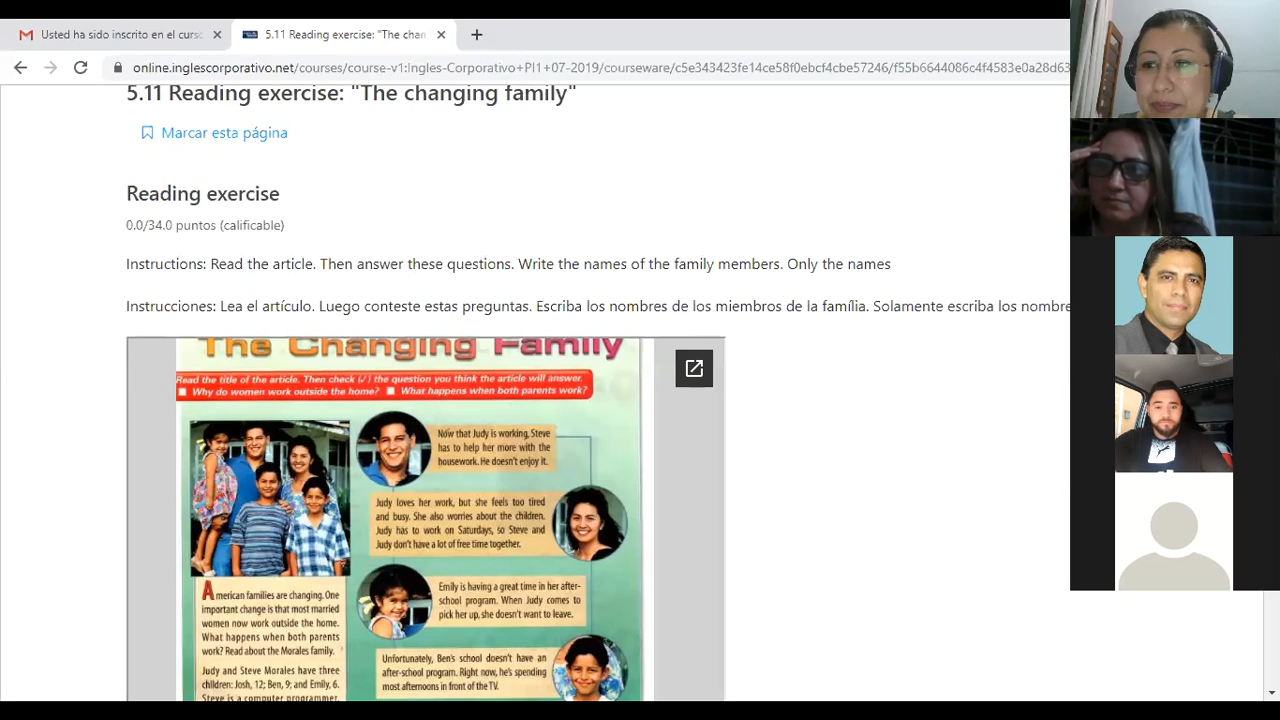 Usted ha sido inscrito en el curso
5.11 Reading exercise: "The chan
online.inglescorporativo.net/courses/course-v1:Ingles-Corporativo+PI1+07-2019/courseware/c5e343423fe14ce58f0ebcf4cbe57246/f55b6644086c4f4583e0a28d63
5.11 Reading exercise: "The changing family"
Marcar esta página
Reading exercise
0.0/34.0 puntos (calificable)
Instructions: Read the article. Then answer these questions. Write the names of the family members. Only the names
Instrucciones: Lea el artículo. Luego conteste estas preguntas. Escriba los nombres de los miembros de la família. Solamente escriba los nombre
The Changing Family
Read the title of the article. Then check (✓) the question you think the article will answer.
Why do women work outside the home? What happens when both parents work?
Now that Judy is working, Steve
has to help her more with the
housework. He doesn't enjoy it.
Judy loves her work, but she feels too tired
and busy. She also worries about the children.
Judy has to work on Saturdays, so Steve and
Judy don't have a lot of free time together.
Emily is having a great time in her after-
school program. When Judy comes to
pick her up, she doesn't want to leave.
Unfortunately, Ben's school doesn't have an
after-school program. Right now, he's spending
most afternoons in front of the TV.
American families are changing. One
important change is that most married
women now work outside the home.
What happens when both parents
work? Read about the Morales family.
Judy and Steve Morales have three
children: Josh, 12; Ben, 9; and Emily, 6.
Steve is a computer programmer.